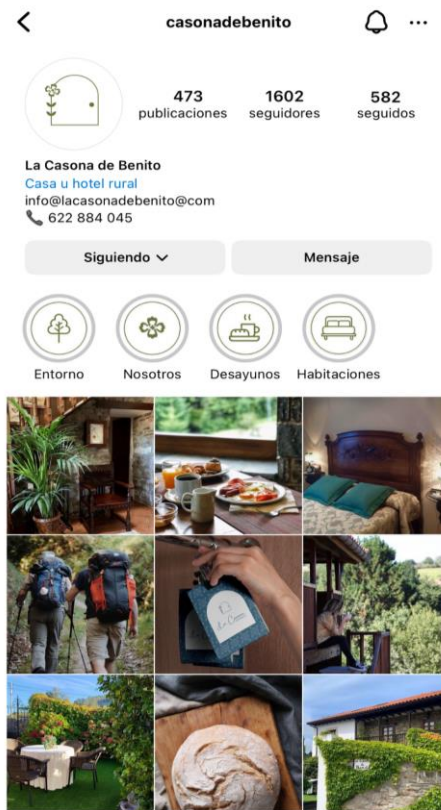 casonadebenito
473
1602
582
publicaciones
seguidores
seguidos
La Casona de Benito
Casa u hotel rural
info@lacasonadebenito@com
622 884 045
Siguiendo
Mensaje
Entorno
Nosotros
Desayunos
Habitaciones
La